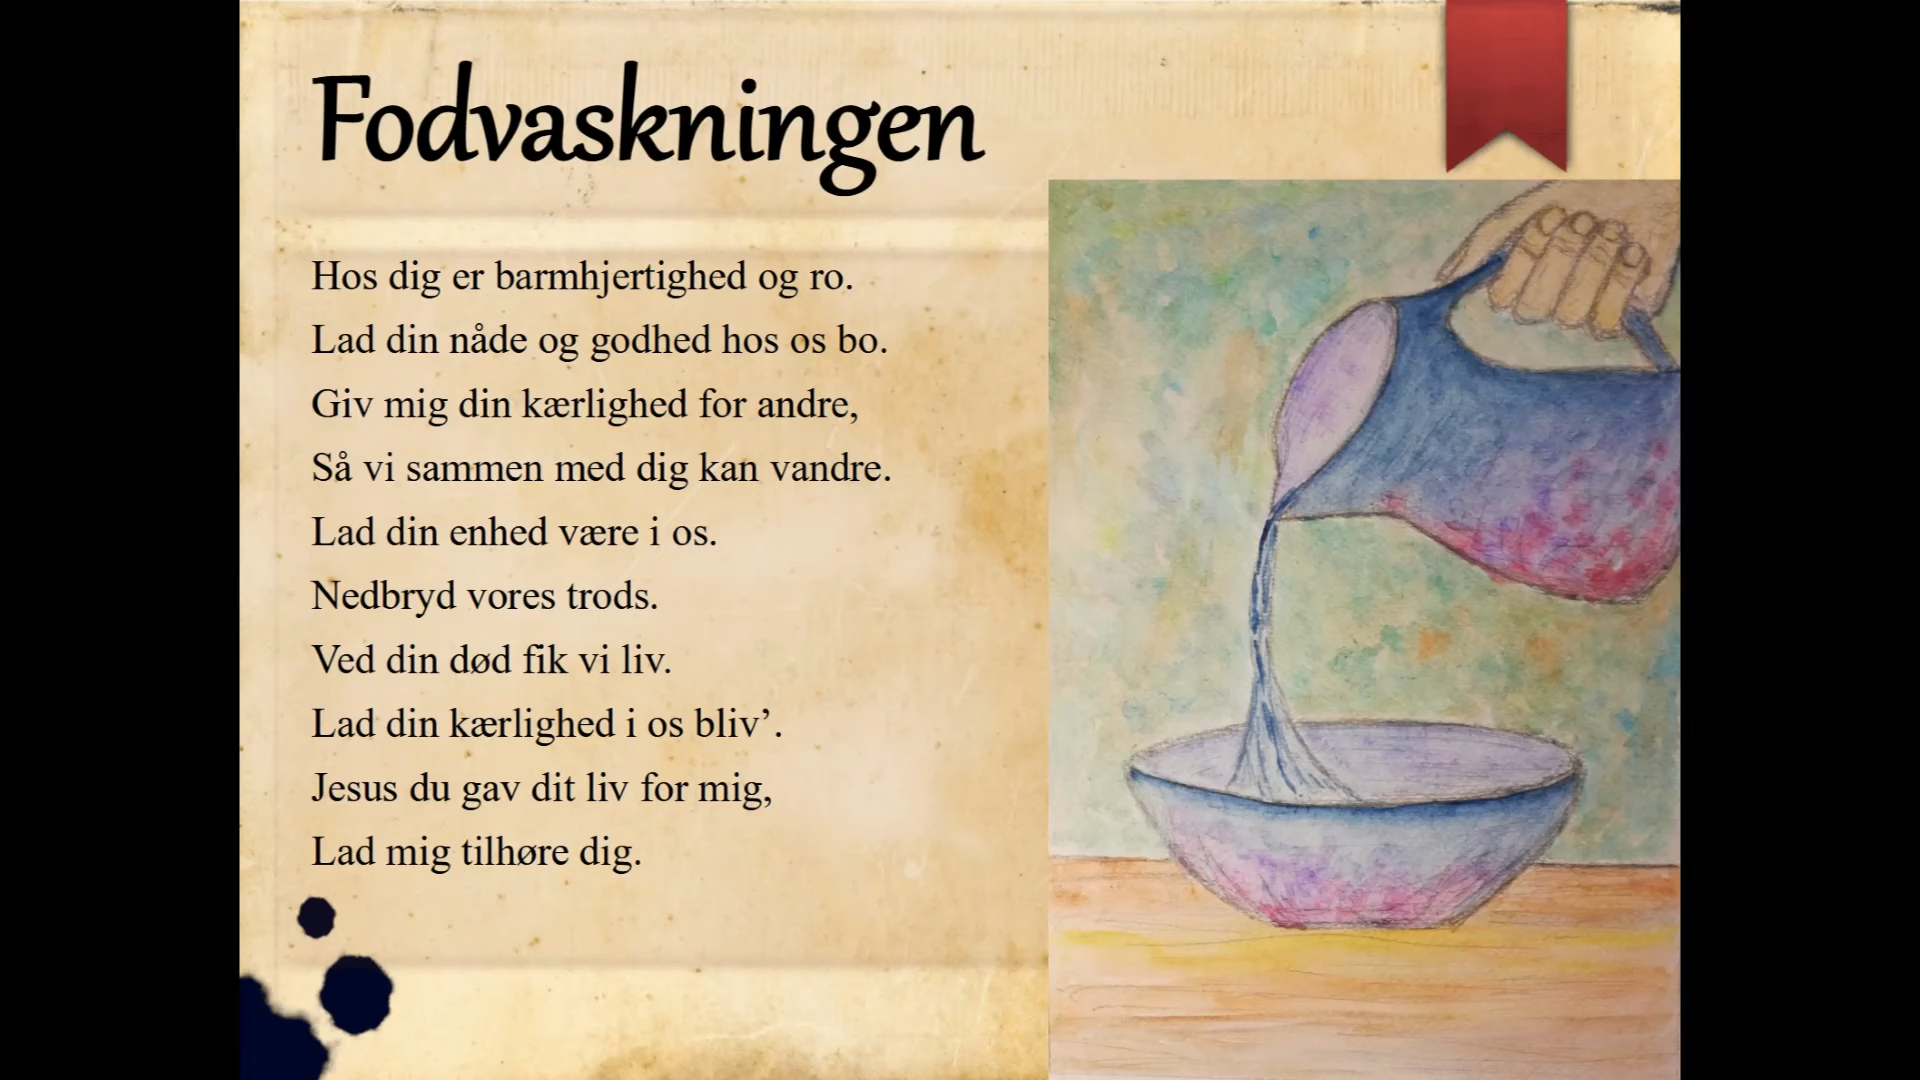 Fodvaskningen
Hos dig er barmhjertighed og ro.
Lad din nåde og godhed hos os bo.
Giv mig din kærlighed for andre,
Så vi sammen med dig kan vandre.
Lad din enhed være i os.
Nedbryd vores trods.
Ved din død fik vi liv.
Lad din kærlighed i os bliv’.
Jesus du gav dit liv for mig,
Lad mig tilhøre dig.